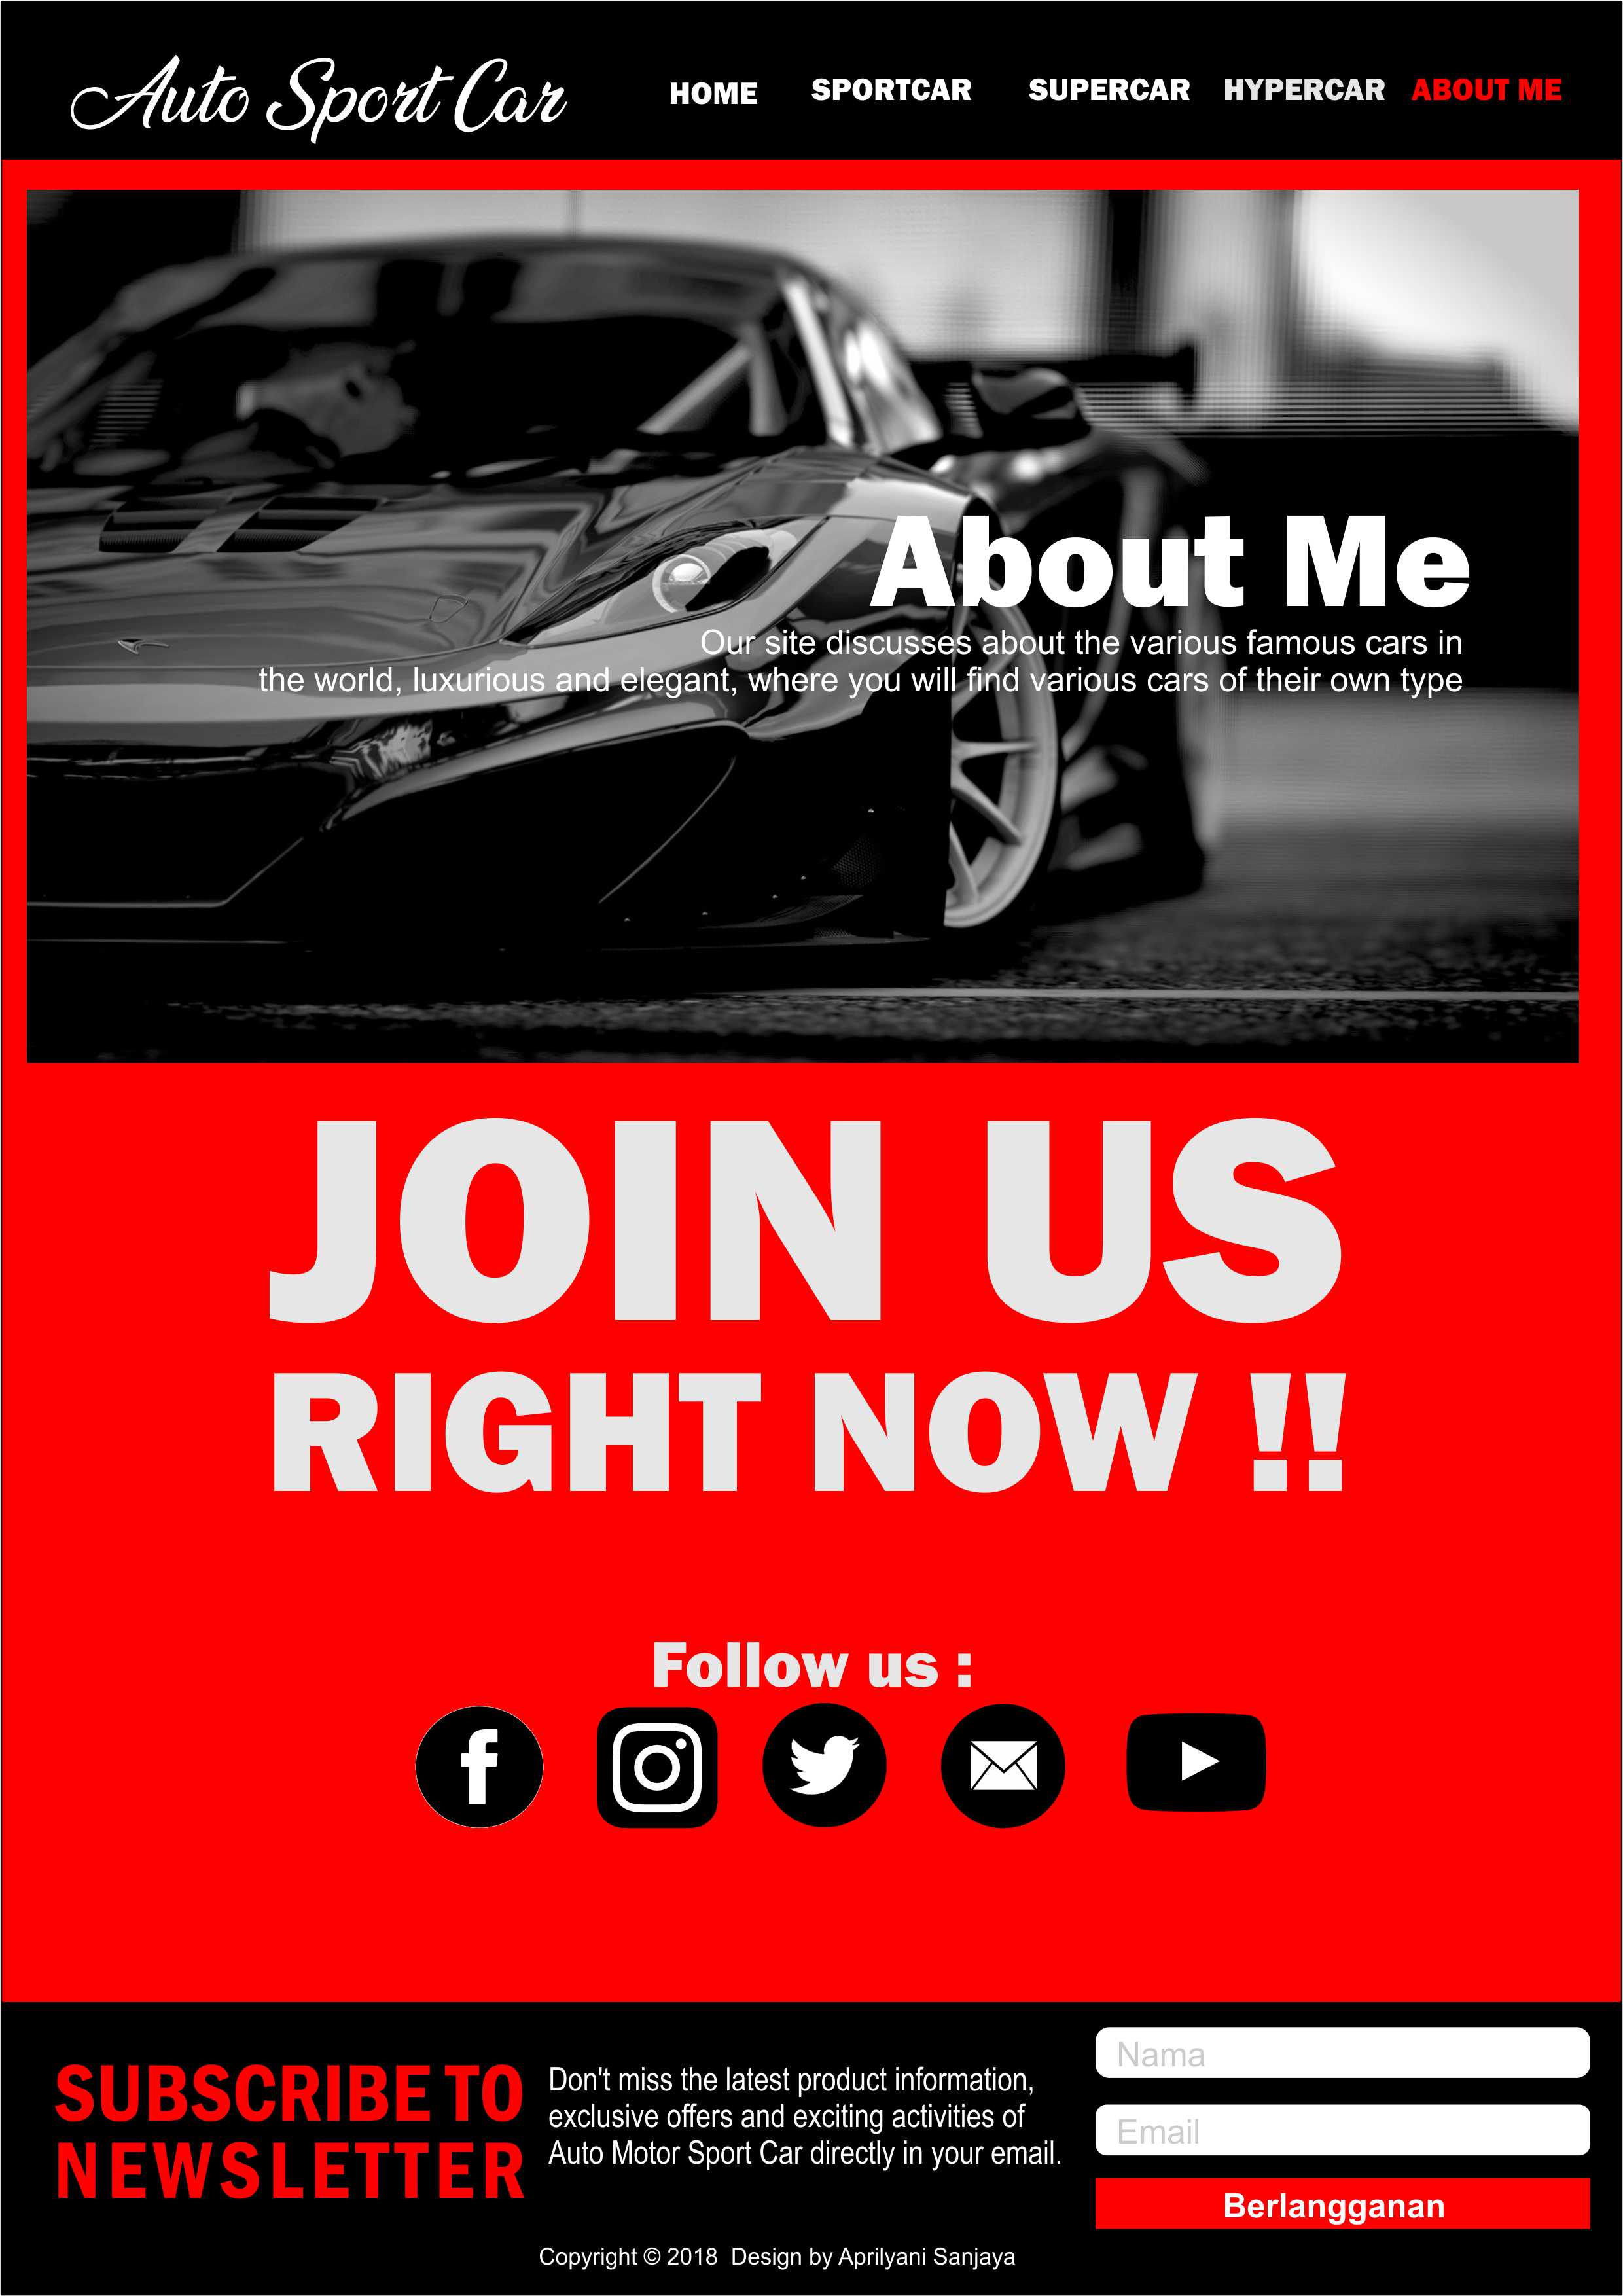 Auto Sport Car
HOME SPORTCAR SUPERCAR HYPERCAR ABOUT ME
About Me
Our site discusses about the various famous cars in
the world, luxurious and elegant, where you will find various cars of their own type
JOIN US
RIGHT NOW !!
Follow us :
SUBSCRIBE TO
NEWSLETTER
Don't miss the latest product information,
exclusive offers and exciting activities of
Auto Motor Sport Car directly in your email.
Nama
Email
Berlangganan
Copyright © 2018 Design by Aprilyani Sanjaya